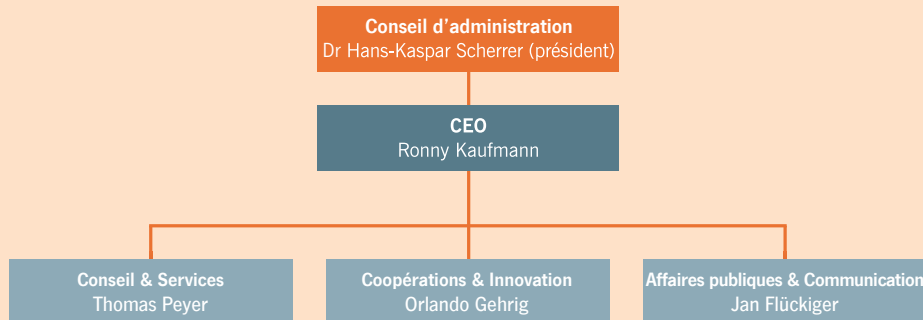 Conseil d'administration
Dr Hans-Kaspar Scherrer (président)
CEO
Ronny Kaufmann
Conseil & Services
Thomas Peyer
Coopérations & Innovation
Orlando Gehrig
Affaires publiques & Communication
Jan Flückiger